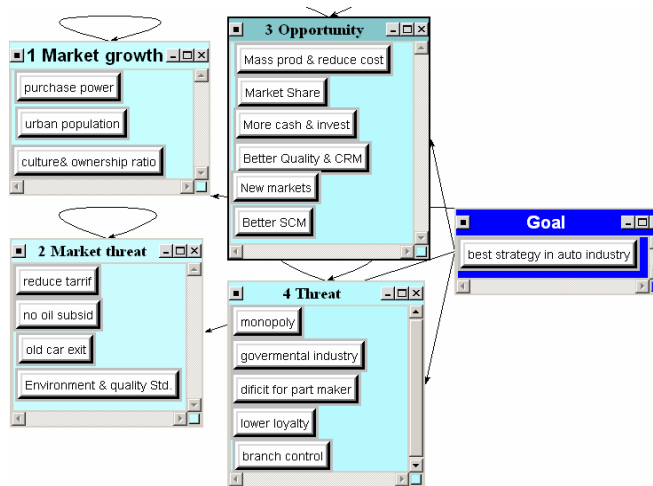 1 Market growth
purchase power
urban population
culture& ownership ratio
2 Market threat
reduce tarrif
no oil subsid
old car exit
Environment & quality Std.
3 Opportunity
Mass prod & reduce cost
Market Share
More cash & invest
Better Quality & CRM
New markets
Better SCM
4 Threat
monopoly
govermental industry
dificit for part maker
lower loyalty
branch control
Goal
best strategy in auto industry